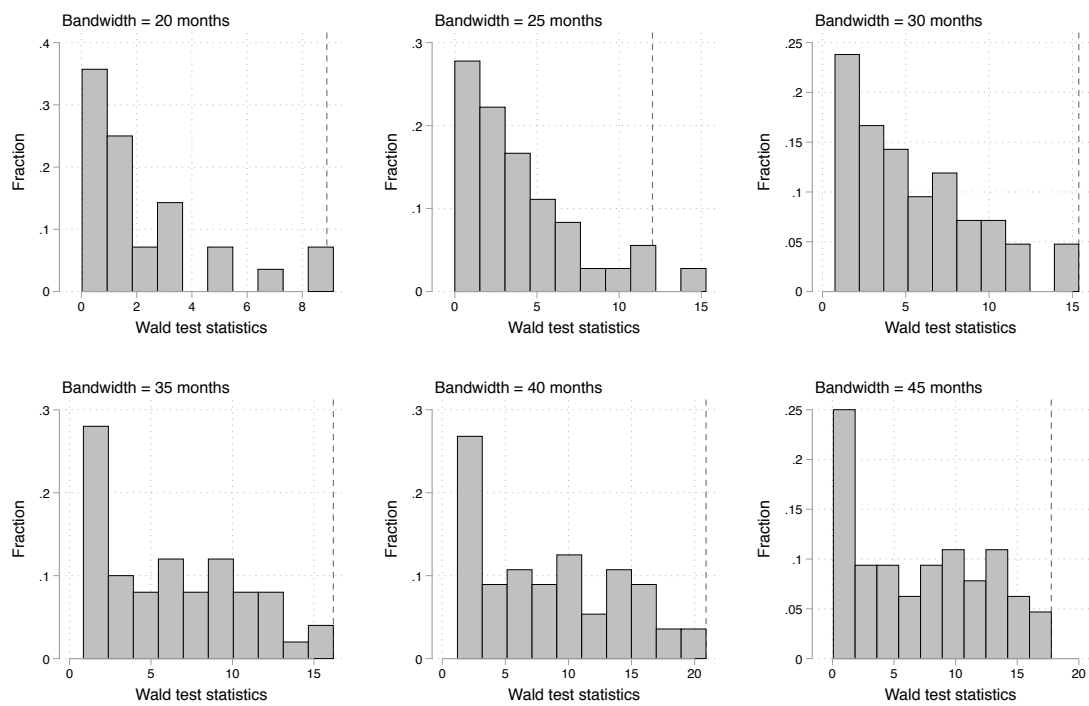 Bandwidth = 20 months
.4
.3
.2
.1
0
Fraction
0 2 4 6 8
Wald test statistics
Bandwidth = 25 months
.3
.2
.1
0
Fraction
0 5 10 15
Wald test statistics
Bandwidth = 30 months
.25
.2
.15
.1
.05
0
Fraction
0 5 10 15
Wald test statistics
Bandwidth = 35 months
.3
.2
.1
0
Fraction
0 5 10 15
Wald test statistics
Bandwidth = 40 months
.3
.2
.1
0
Fraction
0 5 10 15 20
Wald test statistics
Bandwidth = 45 months
.25
.2
.15
.1
.05
0
Fraction
0 5 10 15 20
Wald test statistics